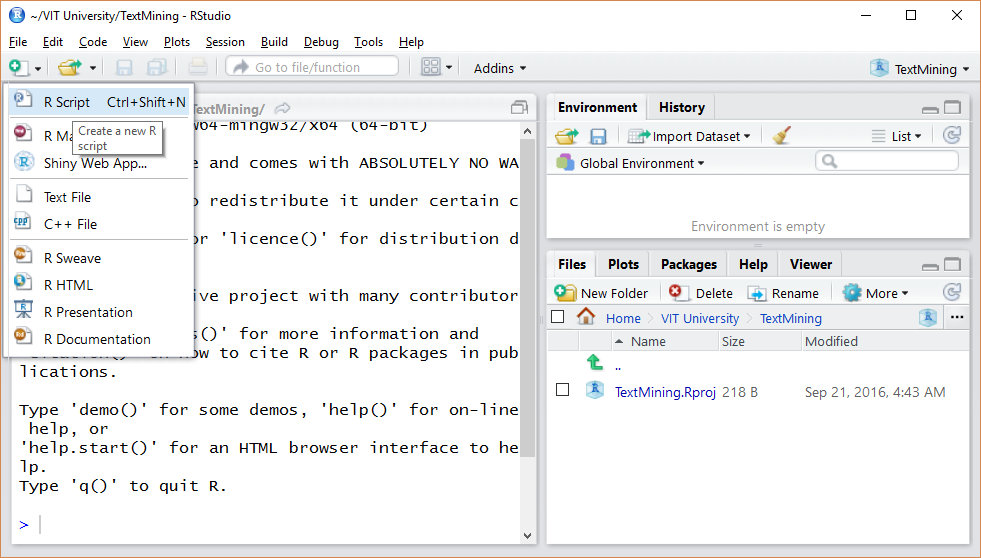 ~/VIT University/TextMining - RStudio
File Edit Code View Plots Session Build Debug Tools Help
Go to file/function Addins TextMining
R Script Ctrl+Shift+N
Create a new R
script
R Ma
Shiny Web App...
Text File
C++ File
R Sweave
R HTML
R Presentation
R Documentation
TextMining/
w64-mingw32/x64 (64-bit)
e and comes with ABSOLUTELY NO WA
o redistribute it under certain c
or 'licence()' for distribution d
ive project with many contributor
s()' for more information and
on how to cite R or R packages in pub
lications.
Type 'demo()' for some demos, 'help()' for on-line
help, or
'help.start()' for an HTML browser interface to he
lp.
Type 'q()' to quit R.
>
Environment History
Import Dataset List
Global Environment
Environment is empty
Files Plots Packages Help Viewer
New Folder Delete Rename More
Home VIT University TextMining ...
Name Size Modified
..
TextMining.Rproj 218 B Sep 21, 2016, 4:43 AM